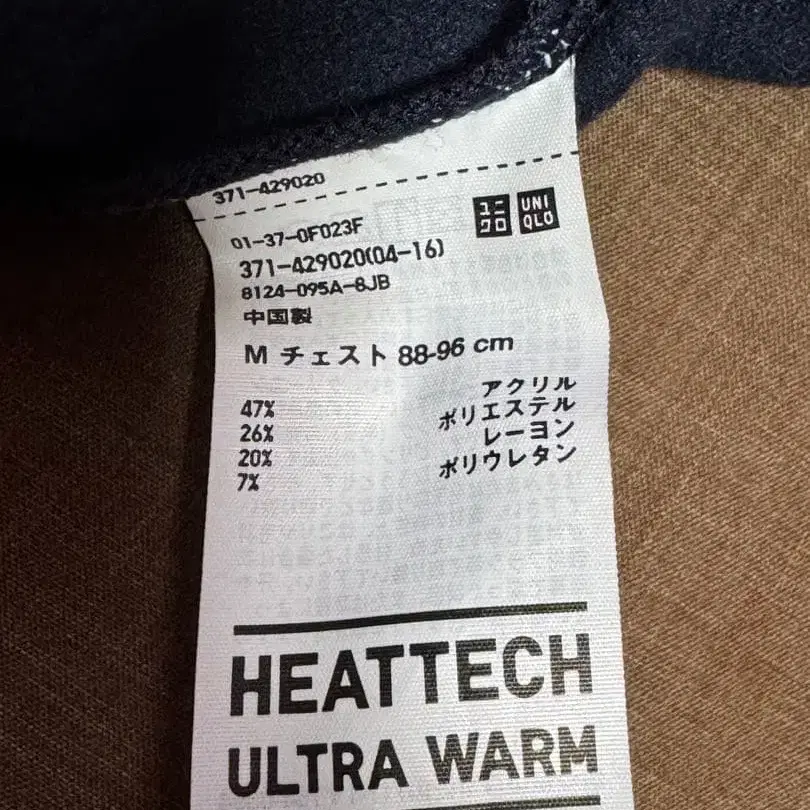 371-429020
ユニクロ UNIQLO
01-37-0F023F
371-429020(04-16)
8124-095A-8JB
中国製
M チェスト 88-96 cm
47% アクリル
26% ポリエステル
20% レーヨン
7% ポリウレタン
HEATTECH
ULTRA WARM